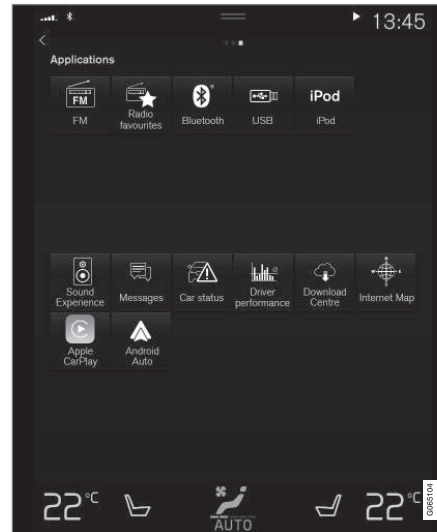 13:45
Applications
FM
iPod
FM
Radio
favourites
Bluetooth
USB
iPod
Sound
Experience
Messages
Car status
Driver
performance
Download
Centre
Internet Map
Apple
CarPlay
Android
Auto
22°C
AUTO
22°C
G065104